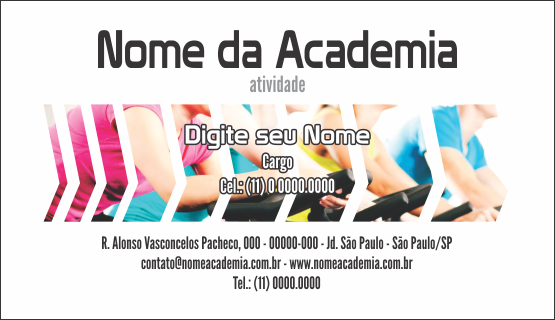 Nome da Academia
atividade
Digite seu Nome
Cargo
Cel.: (11) 0.0000.0000
R. Alonso Vasconcelos Pacheco, 000 - 00000-000 - Jd. São Paulo - São Paulo/SP
contato@nomeacademia.com.br - www.nomeacademia.com.br
Tel.: (11) 0000.0000